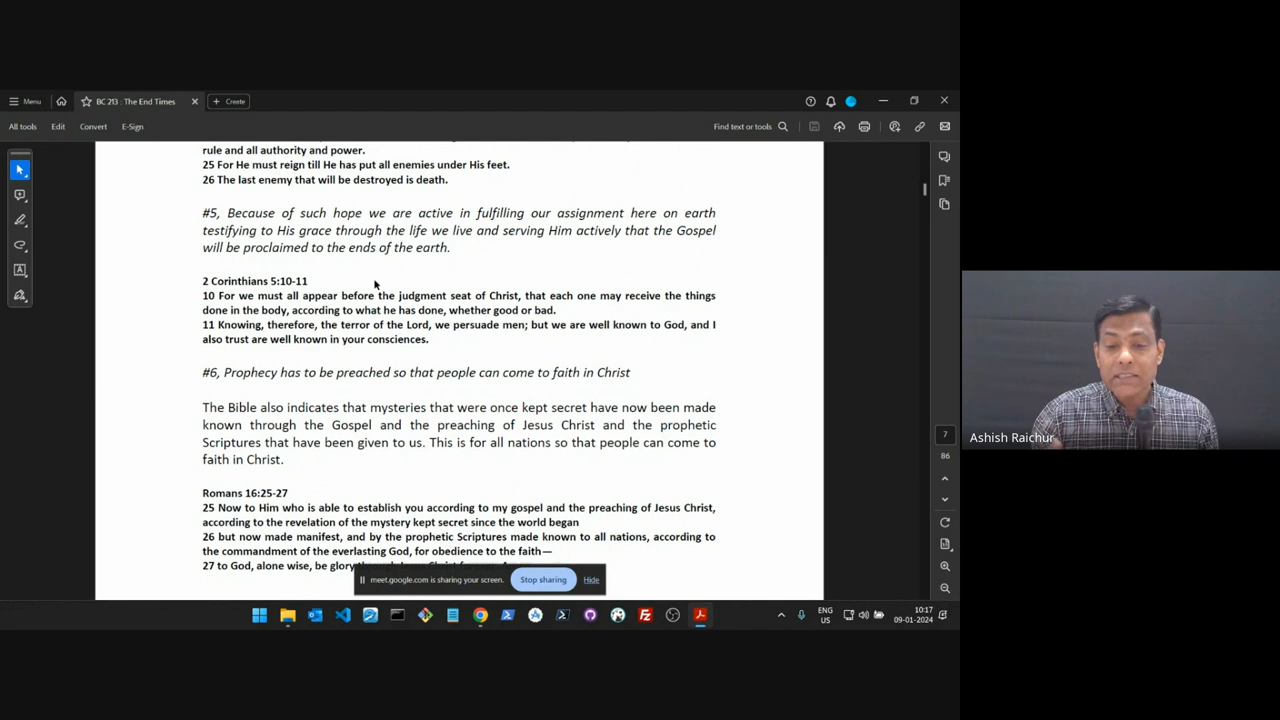 Menu
BC 213 : The End Times
Create
All tools
Edit
Convert
E-Sign
Find text or tools
rule and all authority and power.
25 For He must reign till He has put all enemies under His feet.
26 The last enemy that will be destroyed is death.
#5, Because of such hope we are active in fulfilling our assignment here on earth
testifying to His grace through the life we live and serving Him actively that the Gospel
will be proclaimed to the ends of the earth.
2 Corinthians 5:10-11
10 For we must all appear before the judgment seat of Christ, that each one may receive the things
done in the body, according to what he has done, whether good or bad.
11 Knowing, therefore, the terror of the Lord, we persuade men; but we are well known to God, and I
also trust are well known in your consciences.
#6, Prophecy has to be preached so that people can come to faith in Christ
The Bible also indicates that mysteries that were once kept secret have now been made
known through the Gospel and the preaching of Jesus Christ and the prophetic
Scriptures that have been given to us. This is for all nations so that people can come to
faith in Christ.
Romans 16:25-27
25 Now to Him who is able to establish you according to my gospel and the preaching of Jesus Christ,
according to the revelation of the mystery kept secret since the world began
26 but now made manifest, and by the prophetic Scriptures made known to all nations, according to
the commandment of the everlasting God, for obedience to the faith—
27 to God, alone wise, be glory
meet.google.com is sharing your screen.
Stop sharing
Hide
7
86
Ashish Raichur
ENG
US
10:17
09-01-2024